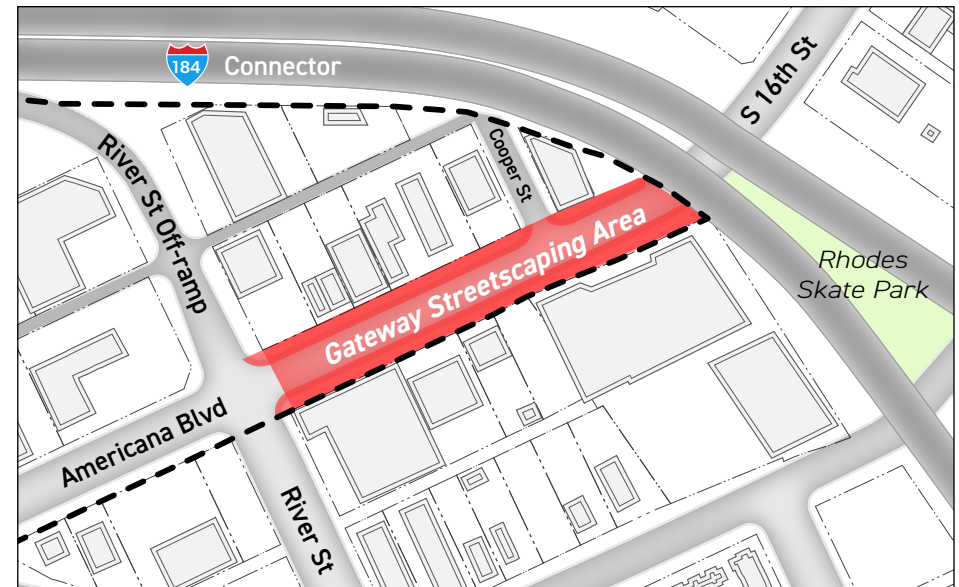 184 Connector
S 16th St
River St Off-ramp
Cooper St
Gateway Streetscaping Area
Rhodes
Skate Park
Americana Blvd
River St